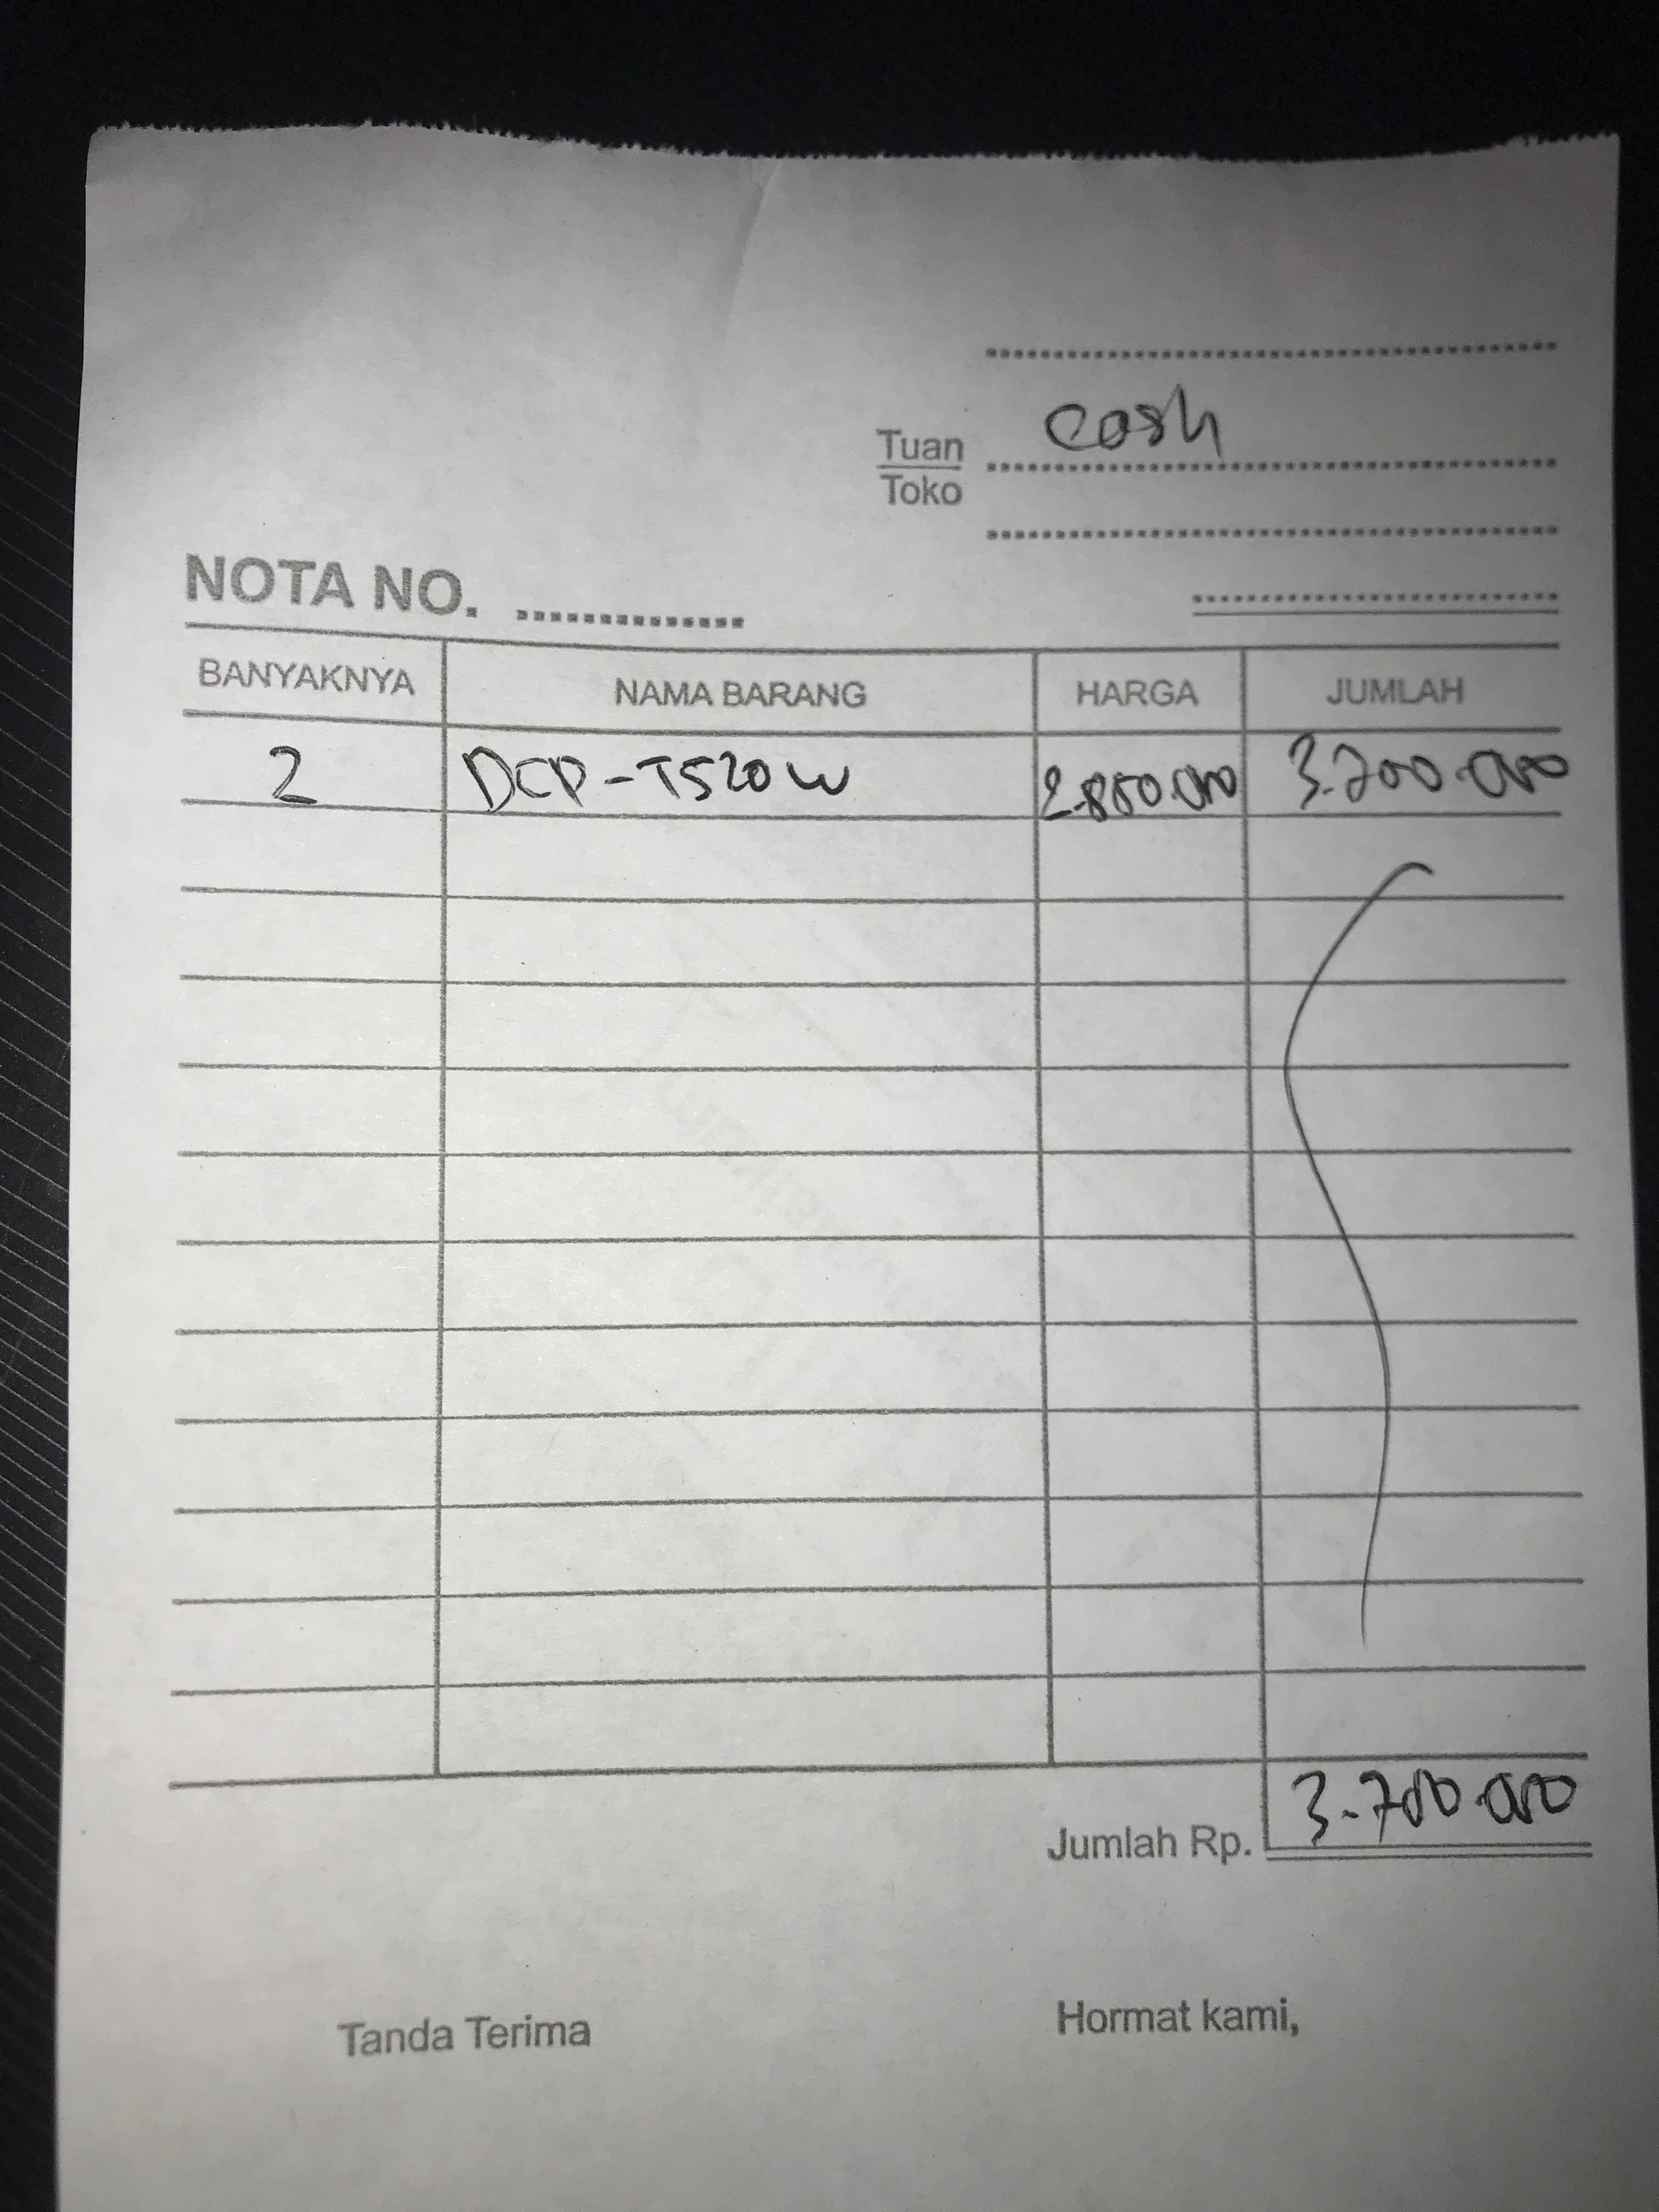 cash
Tuan
Toko
NOTA NO. ..............
BANYAKNYA NAMA BARANG HARGA JUMLAH
2 DCP-T520W 2.850.000 3.700.000
Jumlah Rp. 3.700.000
Tanda Terima Hormat kami,